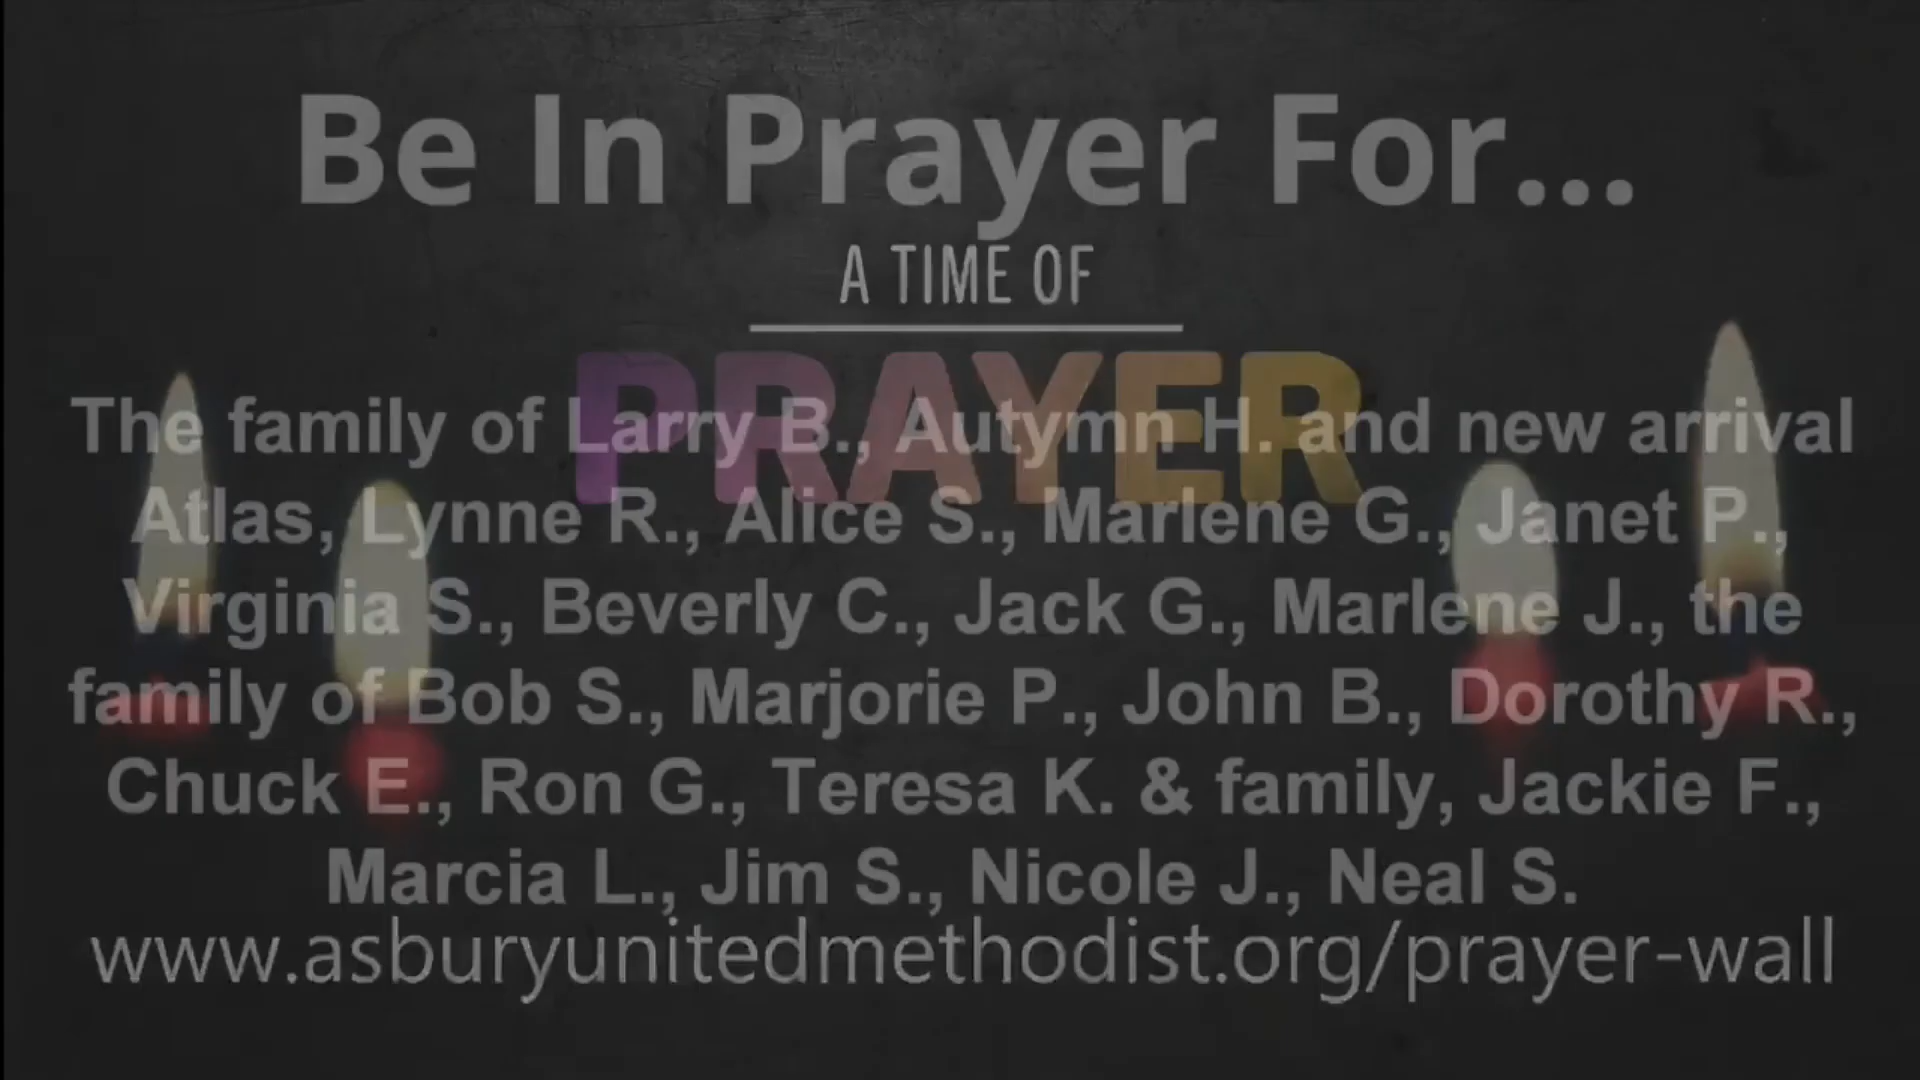 Be In Prayer For...
A TIME OF
PRAYER
The family of Larry B., Autymn H. and new arrival
Atlas, Lynne R., Alice S., Marlene G., Janet P.,
Virginia S., Beverly C., Jack G., Marlene J., the
family of Bob S., Marjorie P., John B., Dorothy R.,
Chuck E., Ron G., Teresa K. & family, Jackie F.,
Marcia L., Jim S., Nicole J., Neal S.
www.asburyunitedmethodist.org/prayer-wall